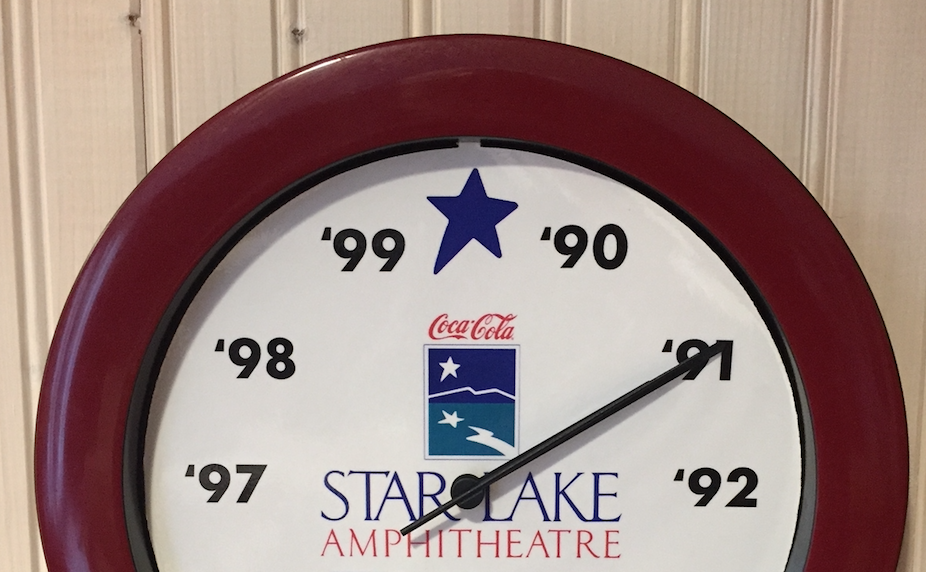 '99 '90
Coca-Cola
'98 '91
'97 '92
STAR LAKE
AMPHITHEATRE